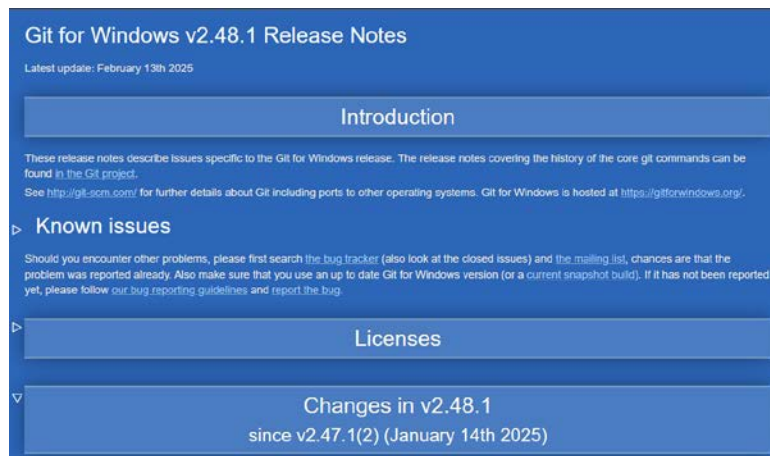 Git for Windows v2.48.1 Release Notes
Latest update: February 13th 2025
Introduction
These release notes describe issues specific to the Git for Windows release. The release notes covering the history of the core git commands can be
found in the Git project.
See http://git-scm.com/ for further details about Git including ports to other operating systems. Git for Windows is hosted at https://gitforwindows.org/.
Known issues
Should you encounter other problems, please first search the bug tracker (also look at the closed issues) and the mailing list, chances are that the
problem was reported already. Also make sure that you use an up to date Git for Windows version (or a current snapshot build). If it has not been reported
yet, please follow our bug reporting guidelines and report the bug.
Licenses
Changes in v2.48.1
since v2.47.1(2) (January 14th 2025)